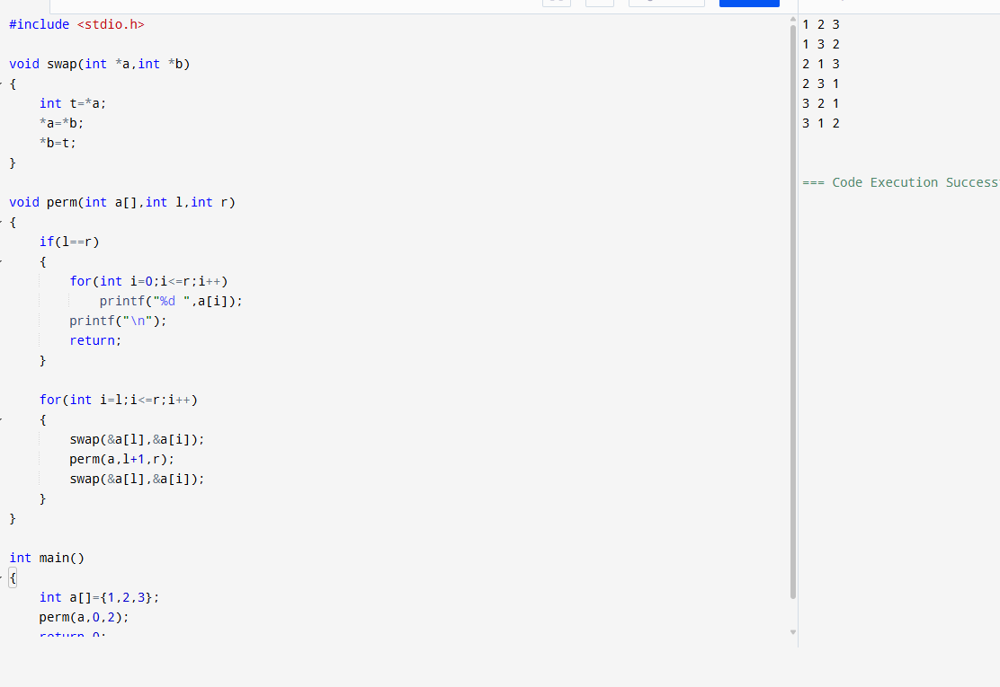 #include <stdio.h>
void swap(int *a,int *b)
{
    int t=*a;
    *a=*b;
    *b=t;
}
void perm(int a[],int l,int r)
{
    if(l==r)
    {
        for(int i=0;i<=r;i++)
            printf("%d ",a[i]);
        printf("\n");
        return;
    }
    for(int i=l;i<=r;i++)
    {
        swap(&a[l],&a[i]);
        perm(a,l+1,r);
        swap(&a[l],&a[i]);
    }
}
int main()
{
    int a[]={1,2,3};
    perm(a,0,2);
    return 0;
1 2 3
1 3 2
2 1 3
2 3 1
3 2 1
3 1 2
=== Code Execution Success